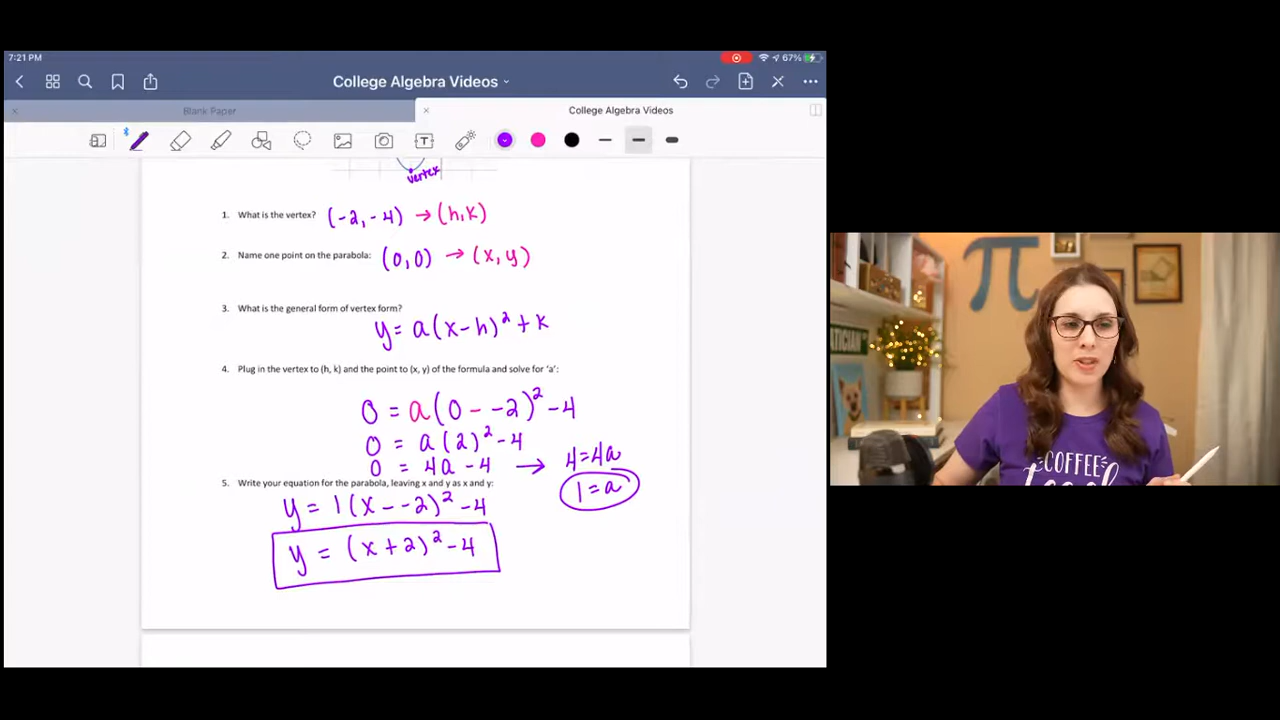 7:21 PM
67%
College Algebra Videos
Blank Paper
College Algebra Videos
vertex
1. What is the vertex? (-2, -4) → (h, k)
2. Name one point on the parabola: (0, 0) → (x, y)
3. What is the general form of vertex form?
y = a(x-h)² + k
4. Plug in the vertex to (h, k) and the point to (x, y) of the formula and solve for 'a':
0 = a(0 - -2)² - 4
0 = a(2)² - 4
0 = 4a - 4 → 4 = 4a
1 = a
5. Write your equation for the parabola, leaving x and y as x and y:
y = 1(x - -2)² - 4
y = (x + 2)² - 4
COFFEE